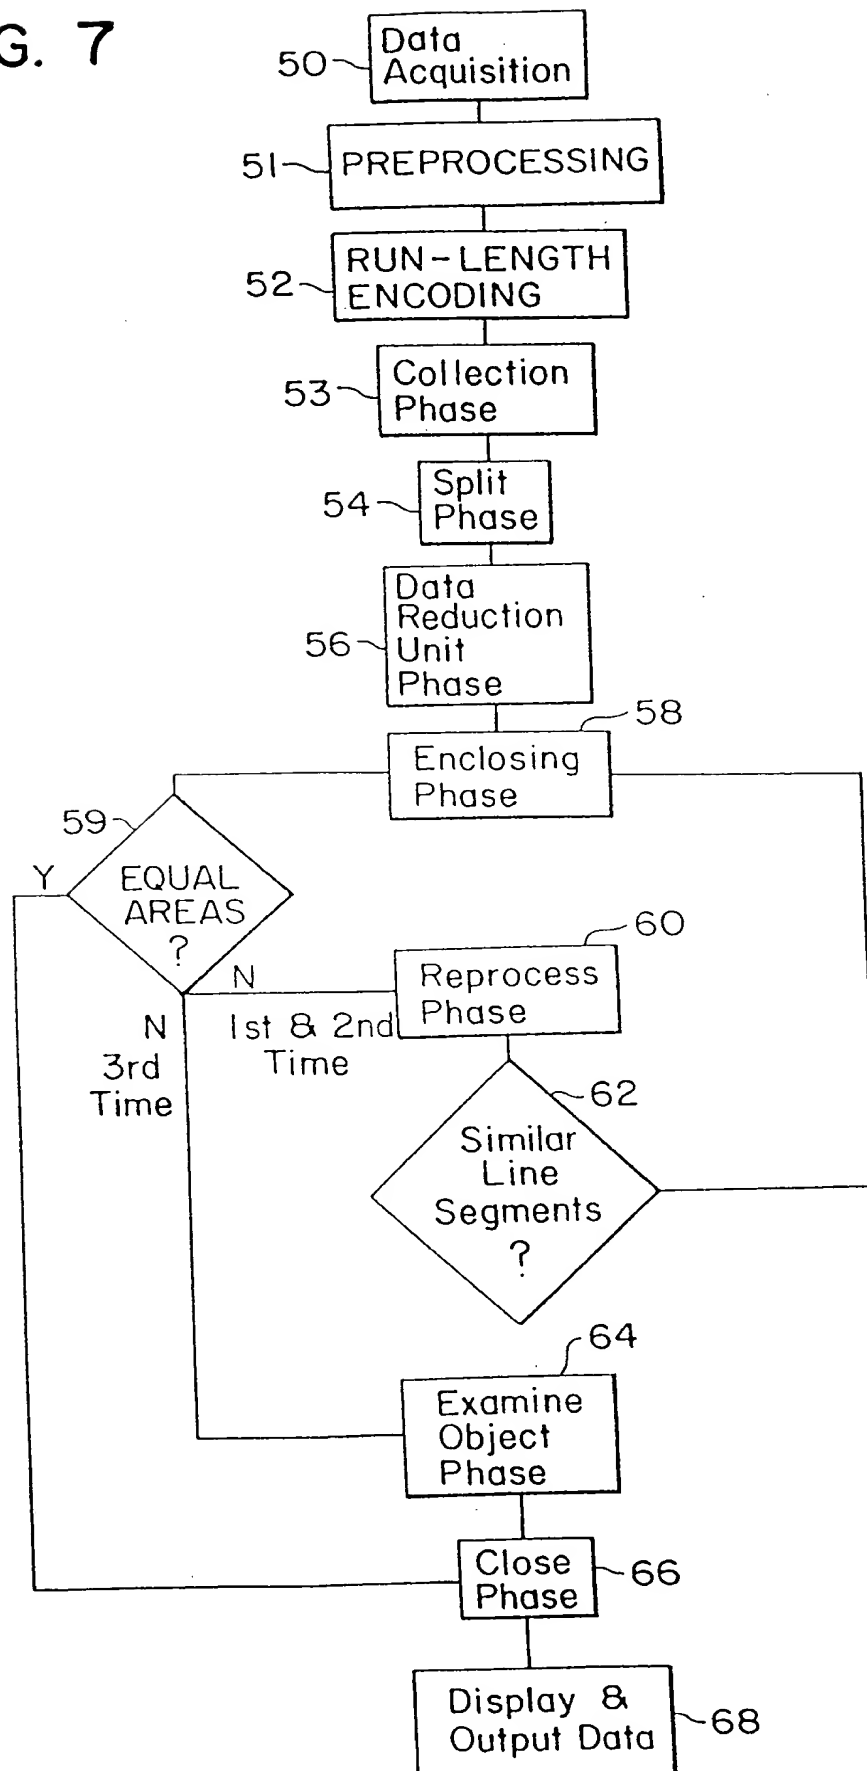 G. 7
Data
Acquisition
50
PREPROCESSING
51
RUN-LENGTH
ENCODING
52
Collection
Phase
53
Split
Phase
54
Data
Reduction
Unit
Phase
56
58
Enclosing
Phase
59
EQUAL
AREAS
?
Y
N
1st & 2nd
Time
N
3rd
Time
60
Reprocess
Phase
62
Similar
Line
Segments
?
64
Examine
Object
Phase
Close
Phase
66
Display &
Output Data
68